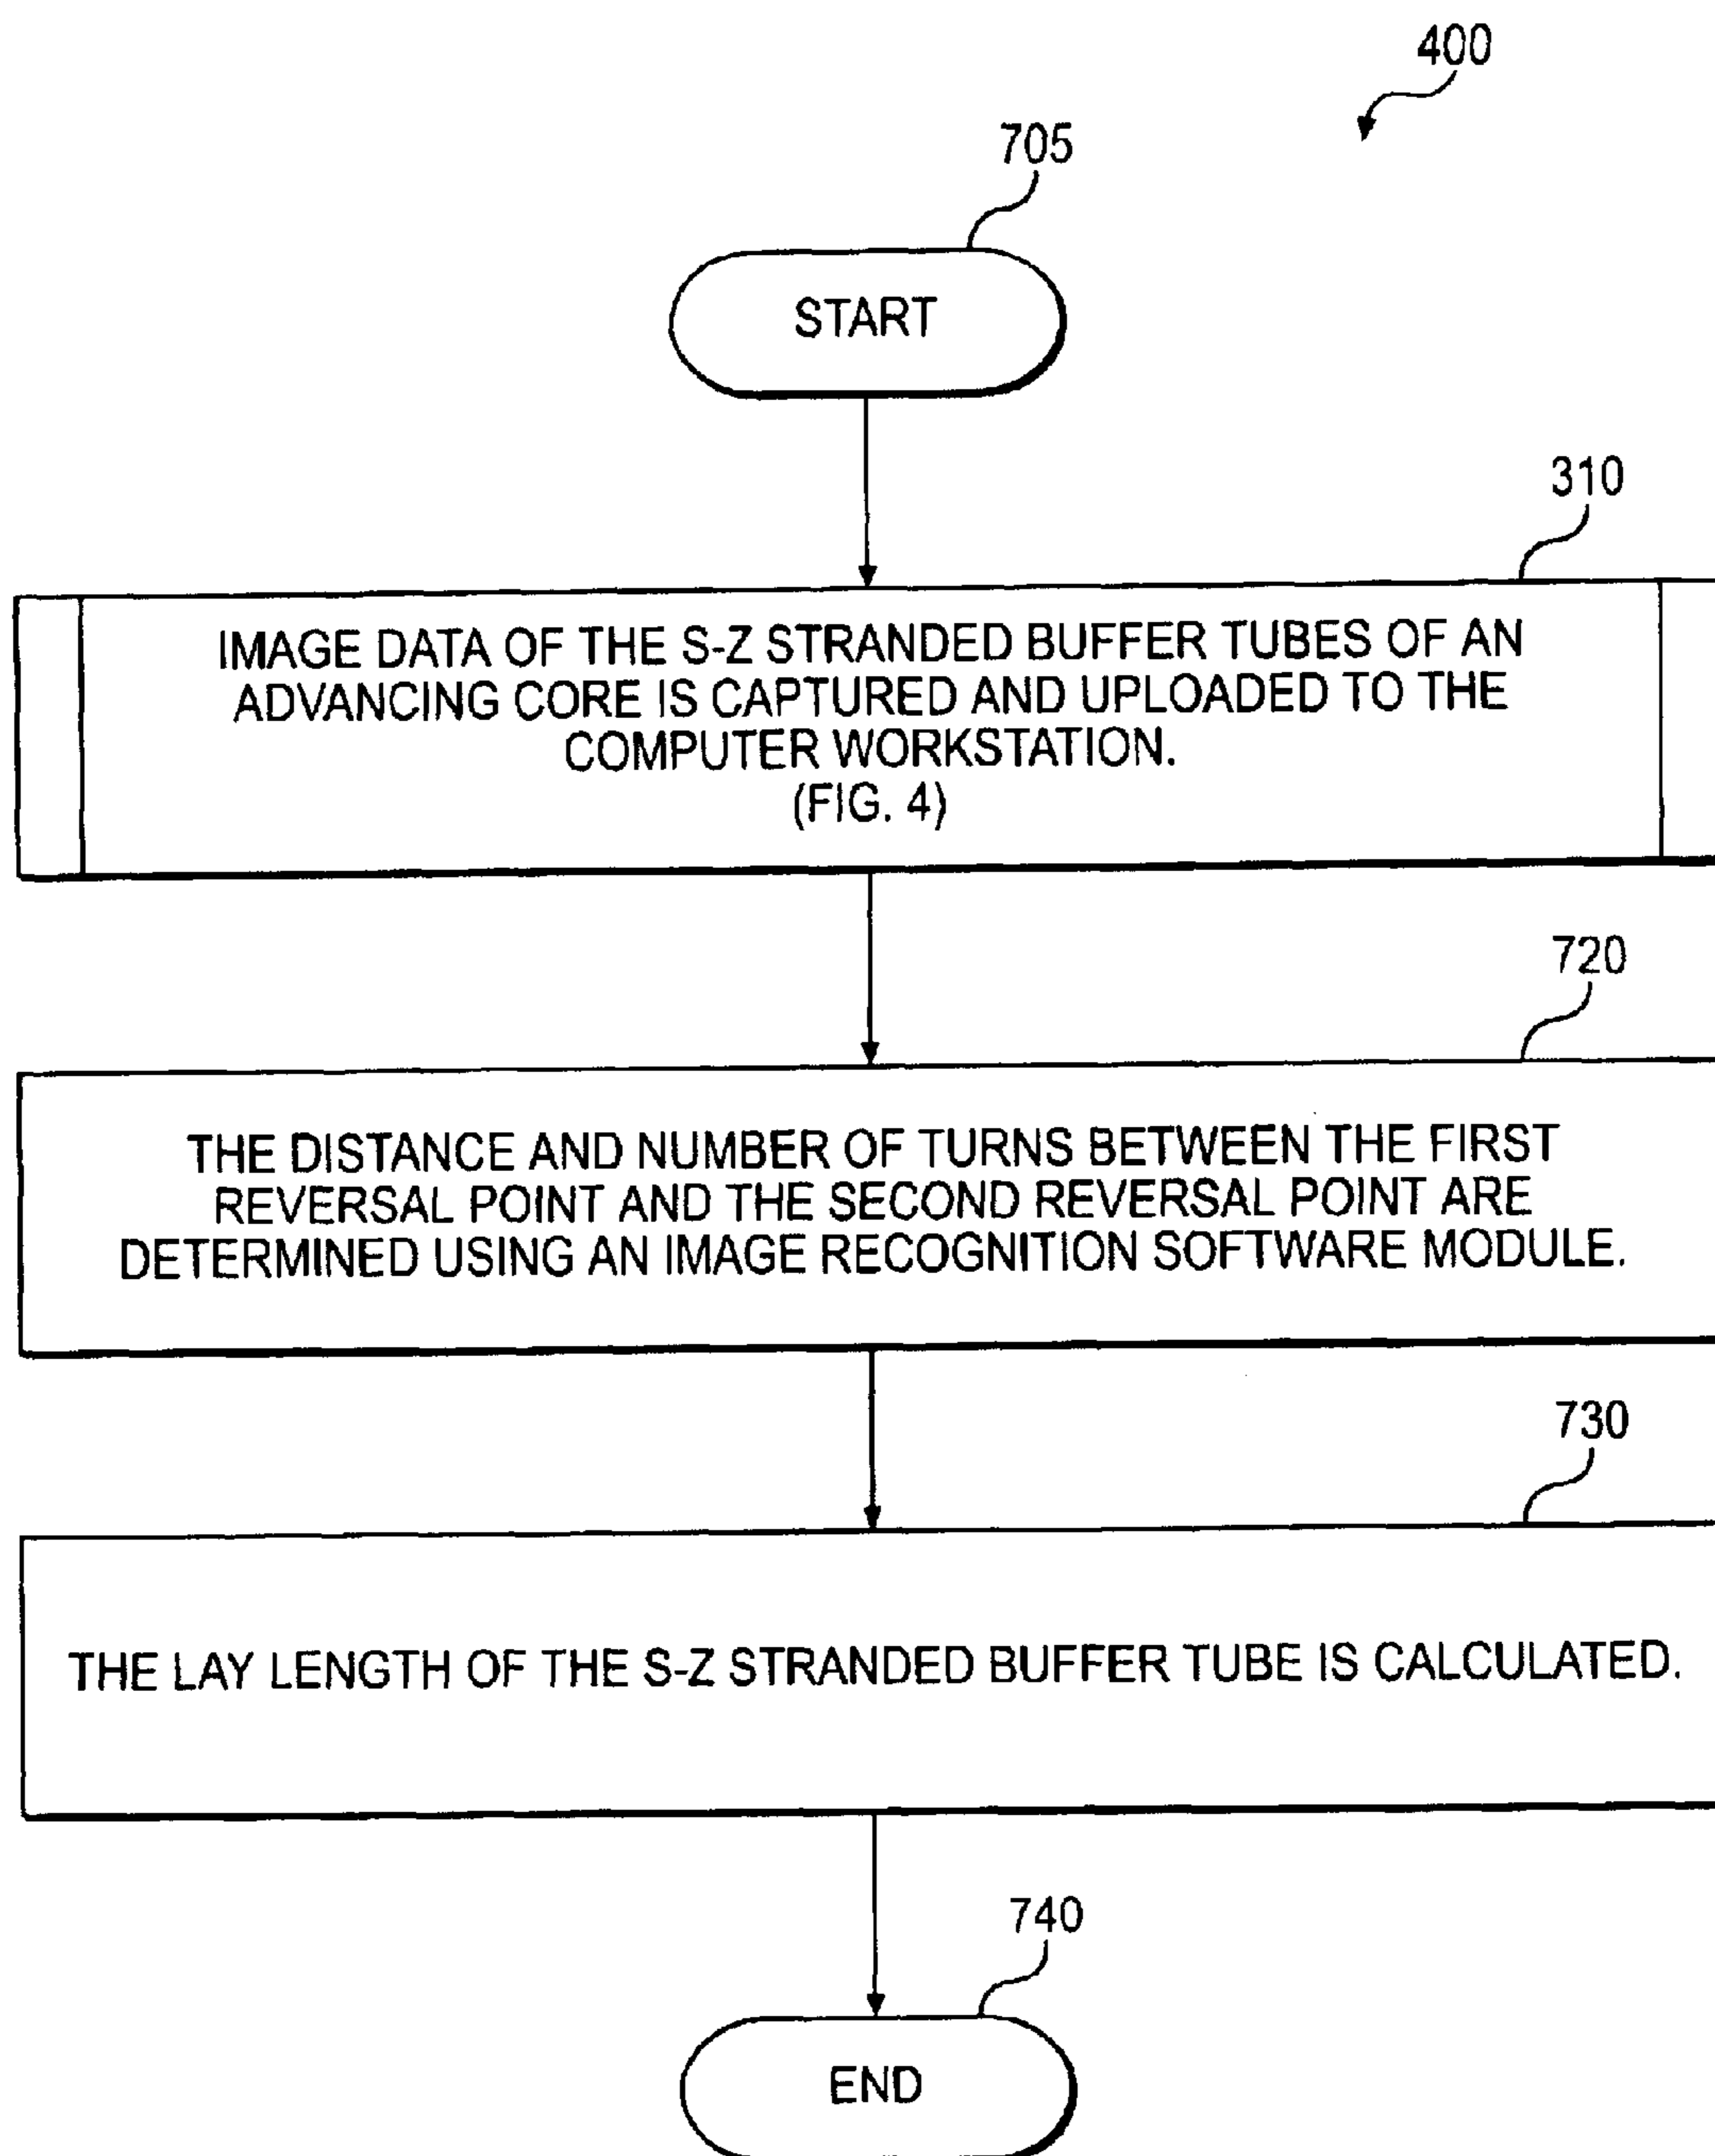 400
705
START
310
IMAGE DATA OF THE S-Z STRANDED BUFFER TUBES OF AN
ADVANCING CORE IS CAPTURED AND UPLOADED TO THE
COMPUTER WORKSTATION.
(FIG. 4)
720
THE DISTANCE AND NUMBER OF TURNS BETWEEN THE FIRST
REVERSAL POINT AND THE SECOND REVERSAL POINT ARE
DETERMINED USING AN IMAGE RECOGNITION SOFTWARE MODULE.
730
THE LAY LENGTH OF THE S-Z STRANDED BUFFER TUBE IS CALCULATED.
740
END